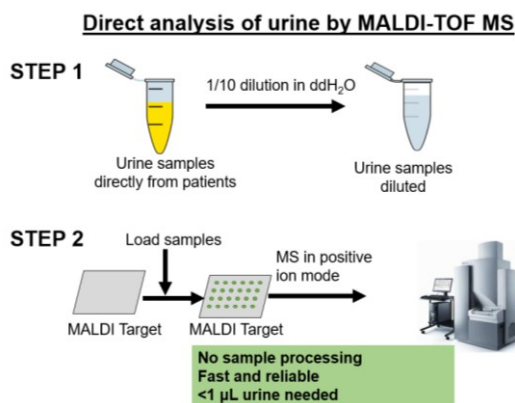 Direct analysis of urine by MALDI-TOF MS
STEP 1
1/10 dilution in ddH₂O
Urine samples
directly from patients
Urine samples
diluted
STEP 2
Load samples
MS in positive
ion mode
MALDI Target
MALDI Target
No sample processing
Fast and reliable
<1 µL urine needed